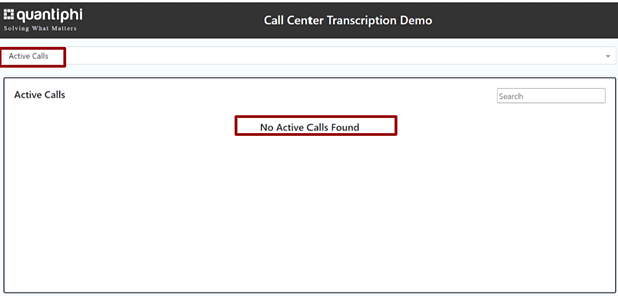 quantiphi
Solving What Matters
Call Center Transcription Demo
Active Calls
Active Calls
Search
No Active Calls Found